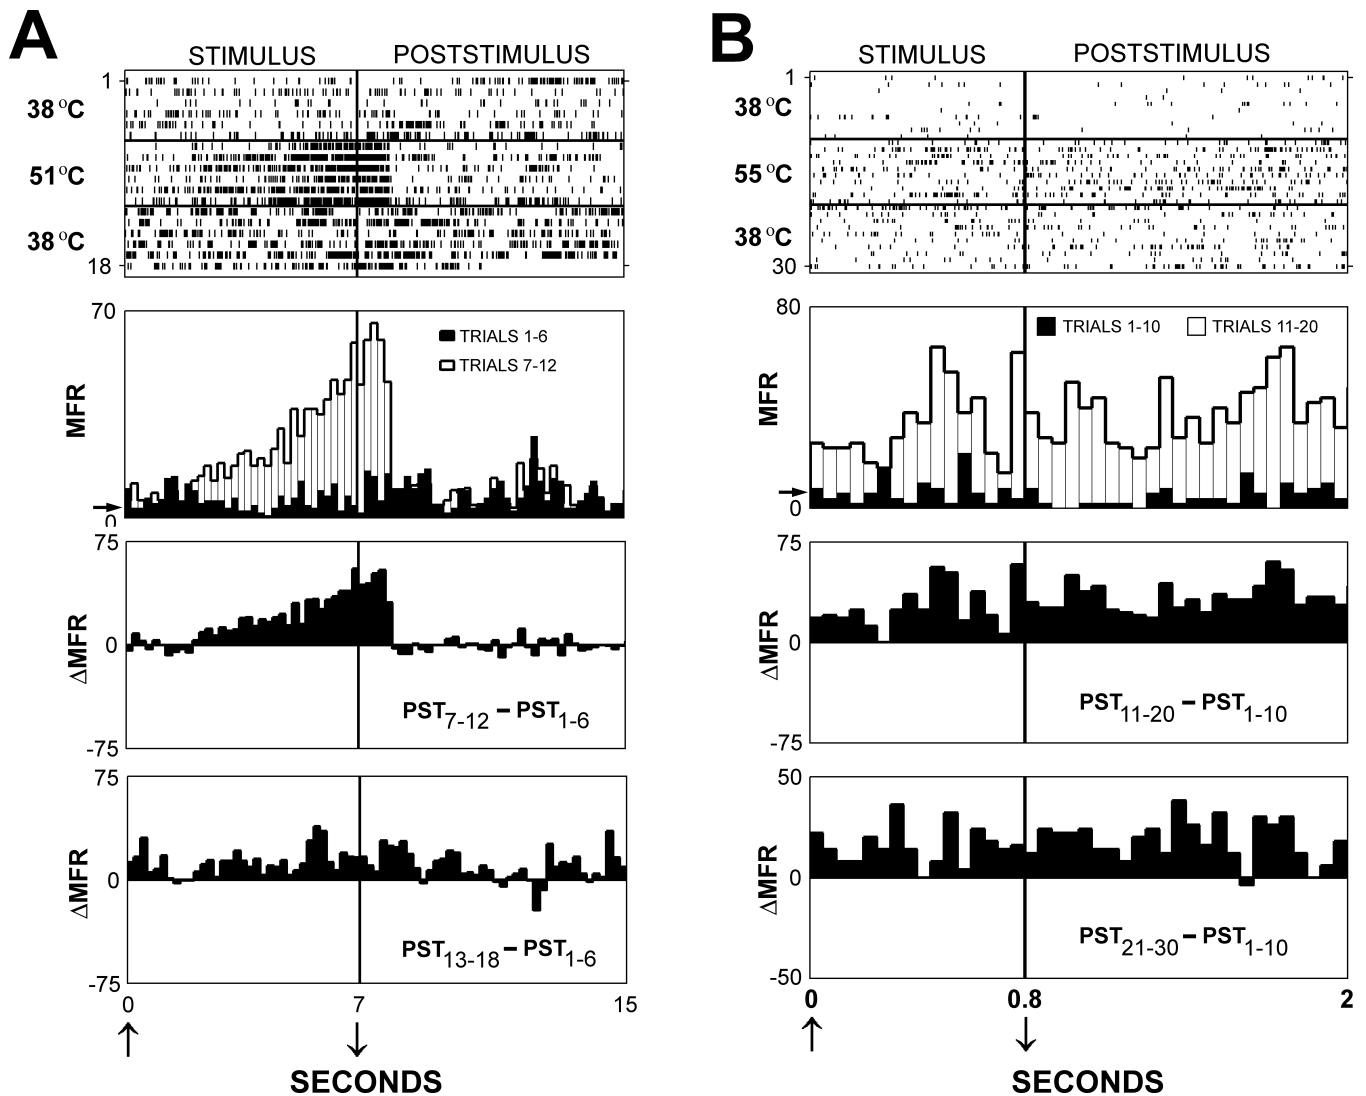 A
STIMULUS POSTSTIMULUS
1
38 °C
51 °C
38 °C
18
70
MFR
0
TRIALS 1-6
TRIALS 7-12
75
ΔMFR
0
-75
PST7-12 – PST1-6
75
ΔMFR
0
-75
PST13-18 – PST1-6
0 7 15
SECONDS
B
STIMULUS POSTSTIMULUS
1
38 °C
55 °C
38 °C
30
80
MFR
0
TRIALS 1-10 TRIALS 11-20
75
ΔMFR
0
-75
PST11-20 – PST1-10
50
ΔMFR
0
-50
PST21-30 – PST1-10
0 0.8 2
SECONDS